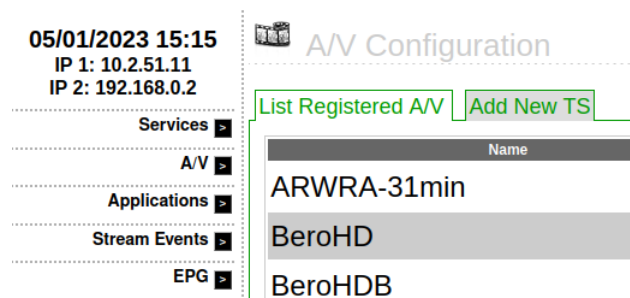 05/01/2023 15:15
IP 1: 10.2.51.11
IP 2: 192.168.0.2
Services >
A/V >
Applications >
Stream Events >
EPG >
A/V Configuration
List Registered A/V Add New TS
Name
ARWRA-31min
BeroHD
BeroHDB